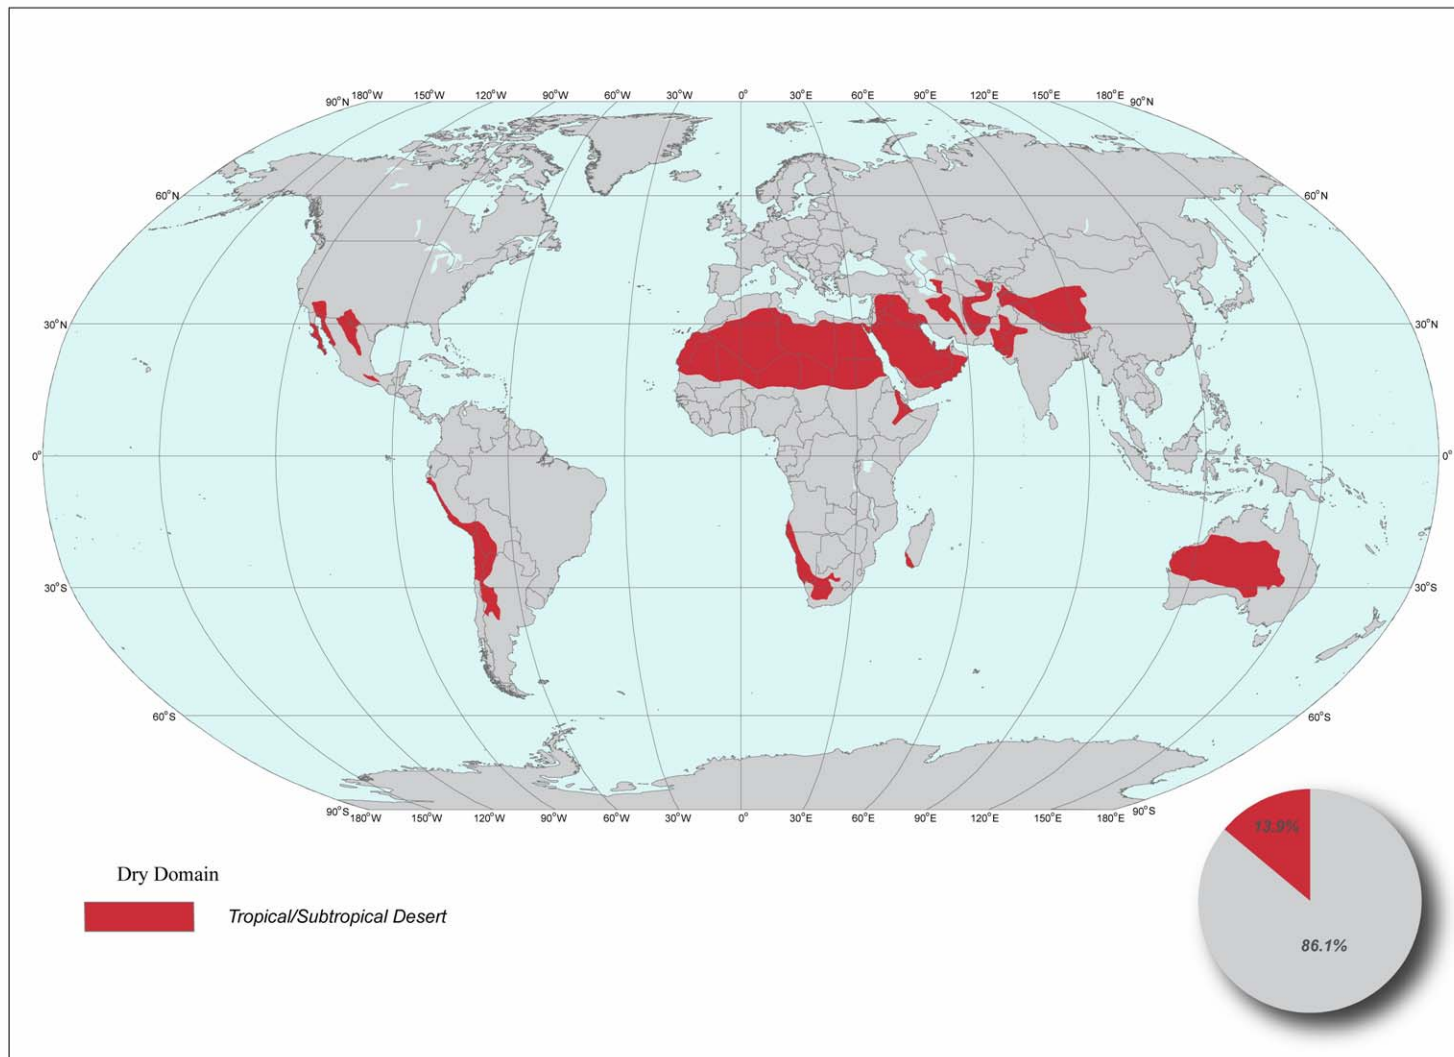 90°N 180°W 150°W 120°W 90°W 60°W 30°W 0° 30°E 60°E 90°E 120°E 150°E 180°E 90°N
60°N 60°N
30°N 30°N
0° 0°
30°S 30°S
60°S 60°S
90°S 180°W 150°W 120°W 90°W 60°W 30°W 0° 30°E 60°E 90°E 120°E 150°E 180°E 90°S
13.9%
Dry Domain
Tropical/Subtropical Desert
86.1%